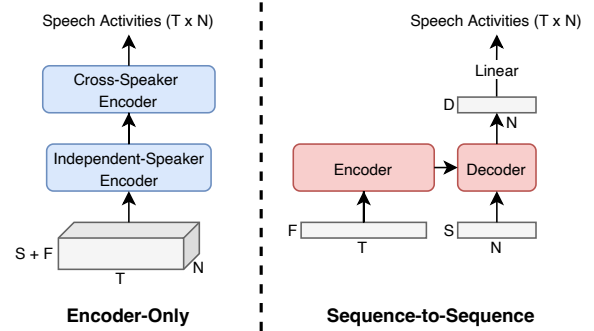 Speech Activities (T x N)
Cross-Speaker
Encoder
Independent-Speaker
Encoder
S + F
T
N
Encoder-Only
Speech Activities (T x N)
Linear
D
N
Encoder
Decoder
F
T
S
N
Sequence-to-Sequence